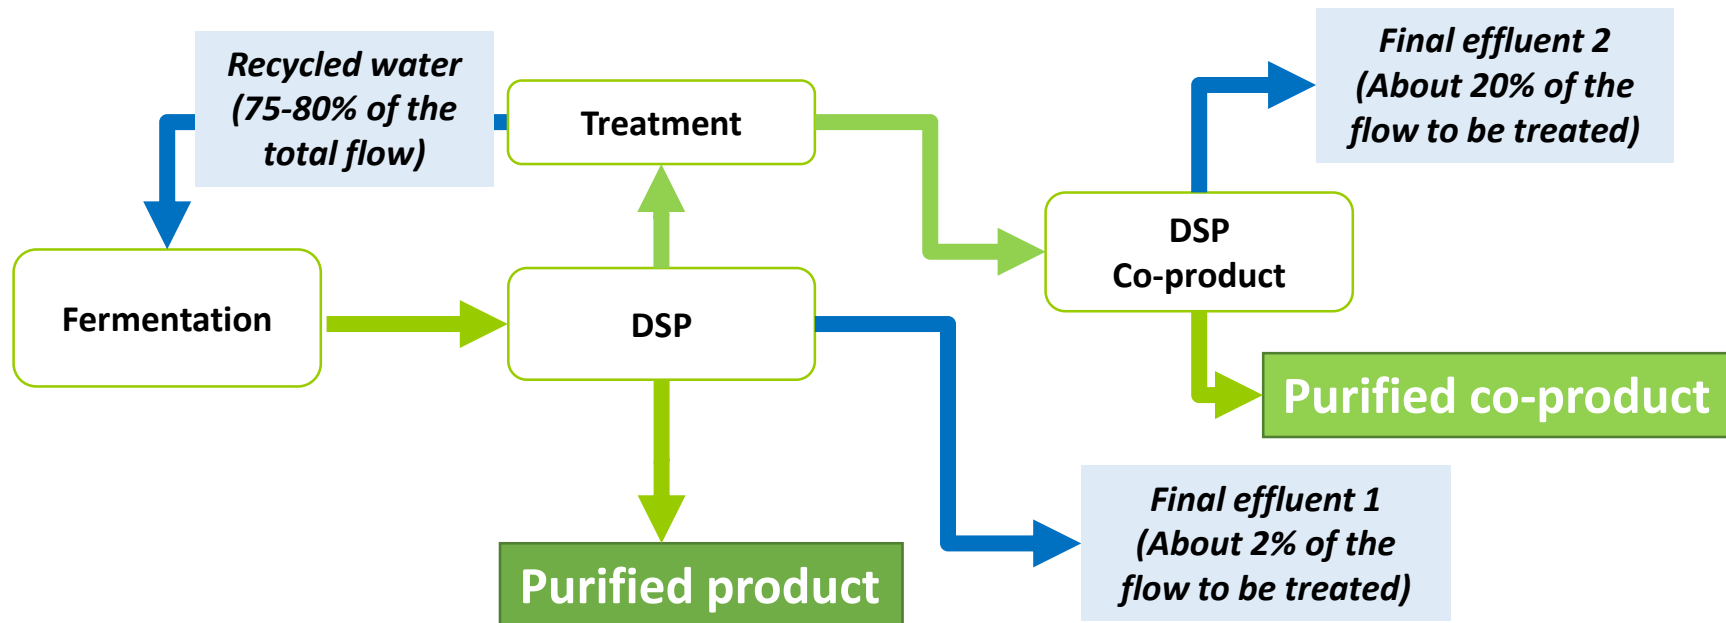 Recycled water
(75-80% of the
total flow)
Treatment
Final effluent 2
(About 20% of the
flow to be treated)
Fermentation
DSP
DSP
Co-product
Purified co-product
Purified product
Final effluent 1
(About 2% of the
flow to be treated)